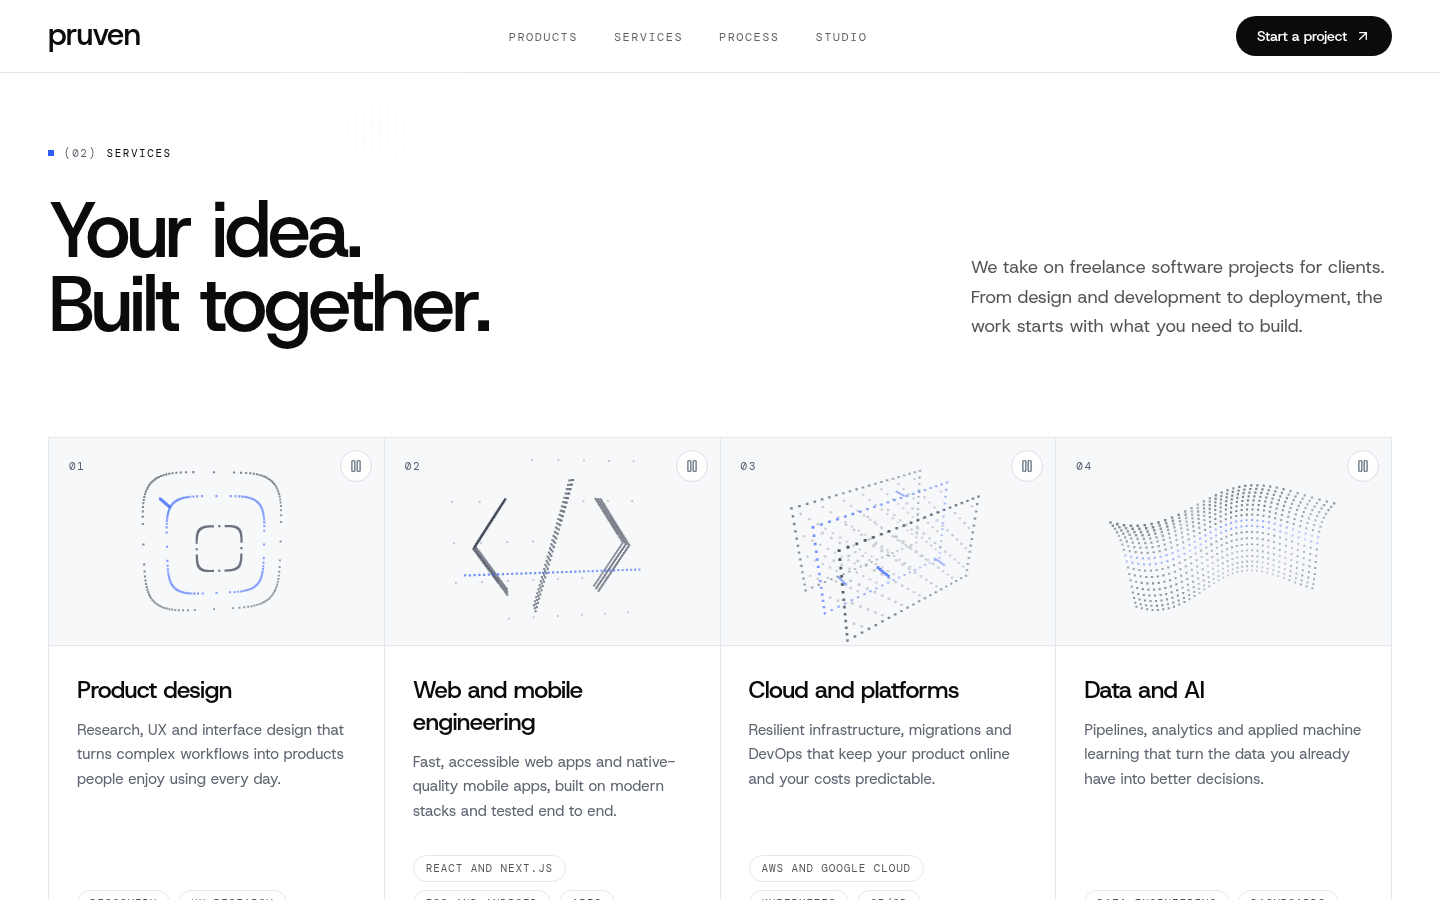 pruven
PRODUCTS
SERVICES
PROCESS
STUDIO
Start a project
(02) SERVICES
Your idea.
Built together.
We take on freelance software projects for clients.
From design and development to deployment, the
work starts with what you need to build.
01
Product design
Research, UX and interface design that
turns complex workflows into products
people enjoy using every day.
02
Web and mobile
engineering
Fast, accessible web apps and native-
quality mobile apps, built on modern
stacks and tested end to end.
REACT AND NEXT.JS
03
Cloud and platforms
Resilient infrastructure, migrations and
DevOps that keep your product online
and your costs predictable.
AWS AND GOOGLE CLOUD
04
Data and AI
Pipelines, analytics and applied machine
learning that turn the data you already
have into better decisions.